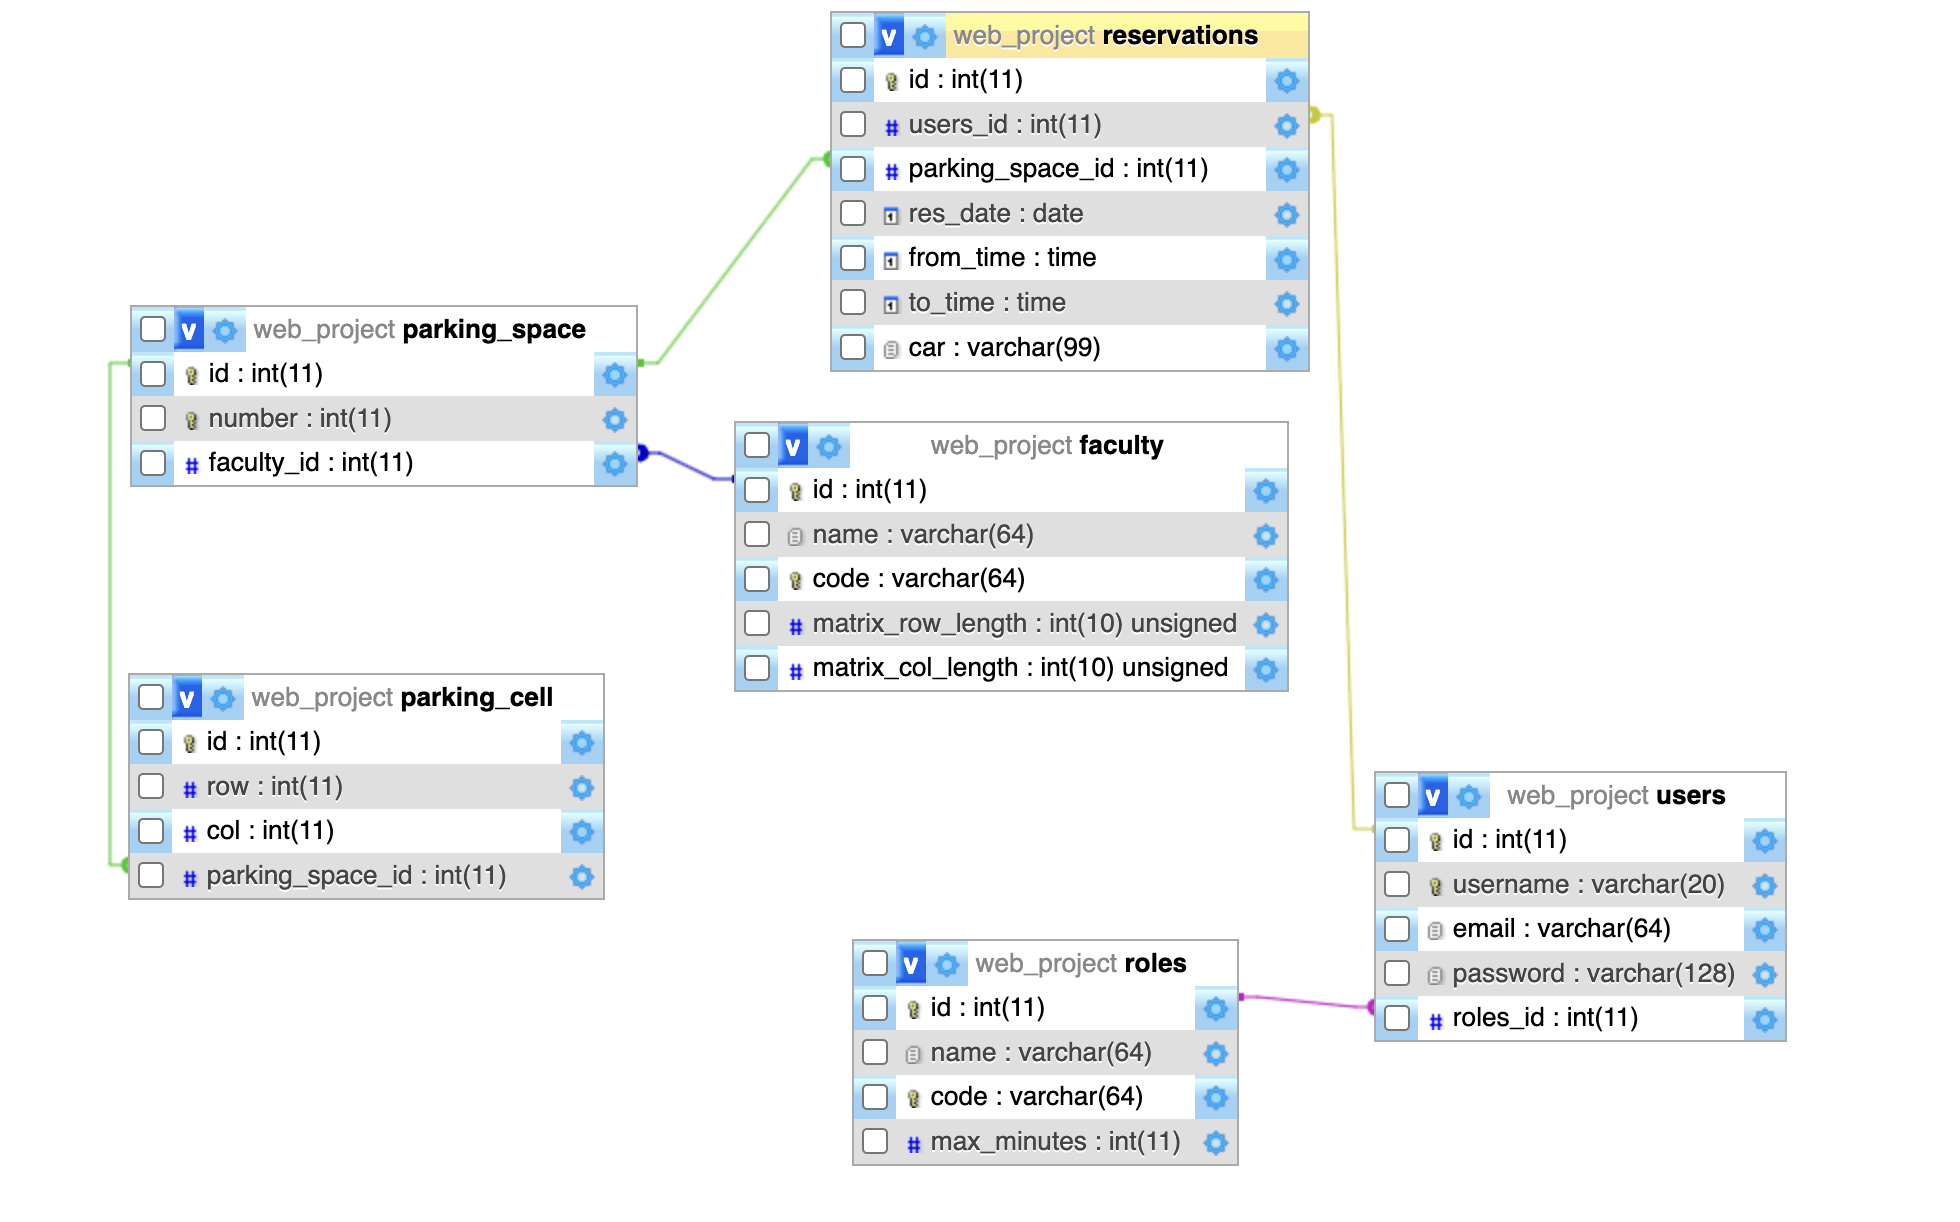 v web_project reservations
id : int(11)
# users_id : int(11)
# parking_space_id : int(11)
res_date : date
from_time : time
to_time : time
car : varchar(99)
v web_project parking_space
id : int(11)
number : int(11)
# faculty_id : int(11)
v web_project faculty
id : int(11)
name : varchar(64)
code : varchar(64)
# matrix_row_length : int(10) unsigned
# matrix_col_length : int(10) unsigned
v web_project parking_cell
id : int(11)
# row : int(11)
# col : int(11)
# parking_space_id : int(11)
v web_project users
id : int(11)
username : varchar(20)
email : varchar(64)
password : varchar(128)
# roles_id : int(11)
v web_project roles
id : int(11)
name : varchar(64)
code : varchar(64)
# max_minutes : int(11)